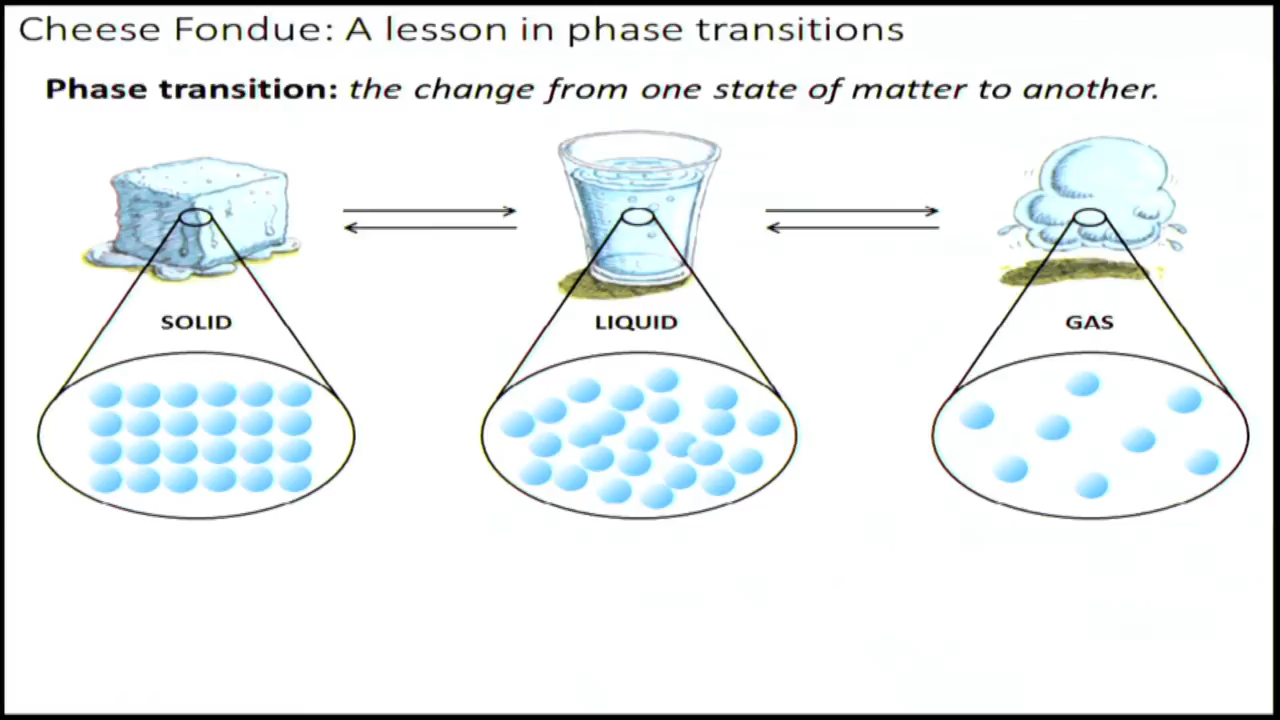 Cheese Fondue: A lesson in phase transitions
Phase transition: the change from one state of matter to another.
SOLID
LIQUID
GAS